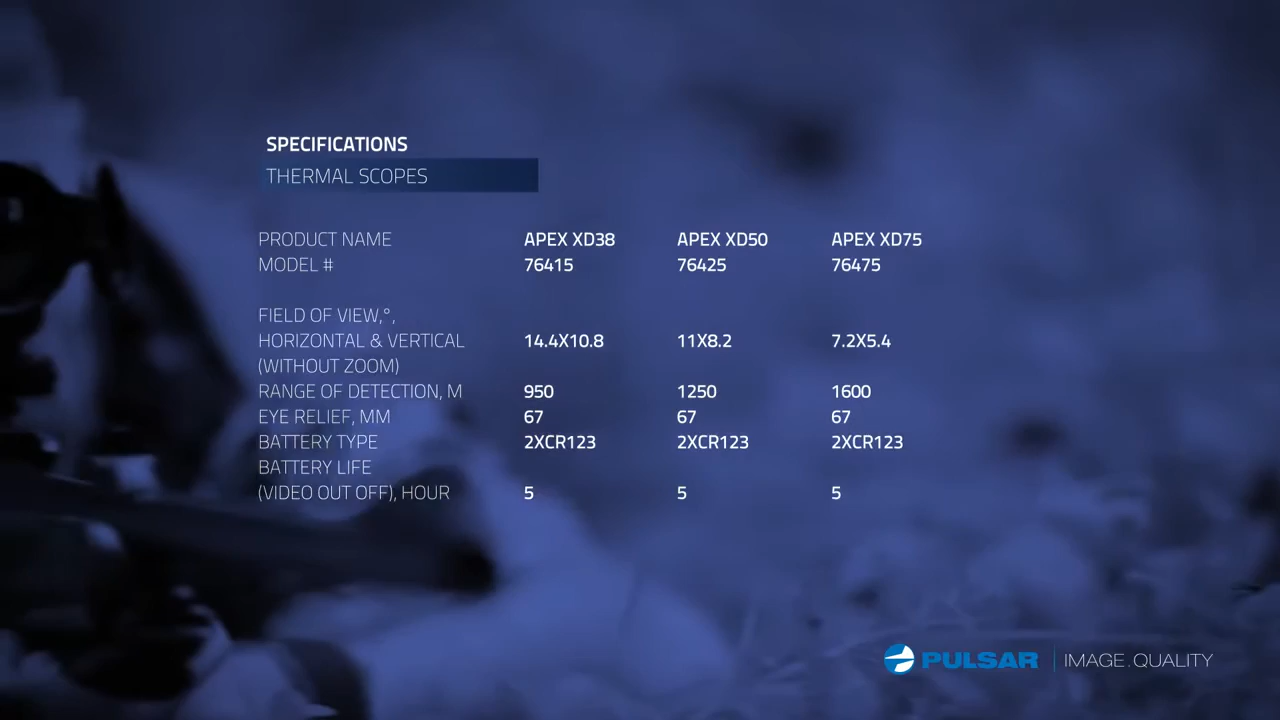 SPECIFICATIONS
THERMAL SCOPES
PRODUCT NAME APEX XD38 APEX XD50 APEX XD75
MODEL # 76415 76425 76475
FIELD OF VIEW,°,
HORIZONTAL & VERTICAL 14.4X10.8 11X8.2 7.2X5.4
(WITHOUT ZOOM)
RANGE OF DETECTION, M 950 1250 1600
EYE RELIEF, MM 67 67 67
BATTERY TYPE 2XCR123 2XCR123 2XCR123
BATTERY LIFE
(VIDEO OUT OFF), HOUR 5 5 5
PULSAR IMAGE.QUALITY